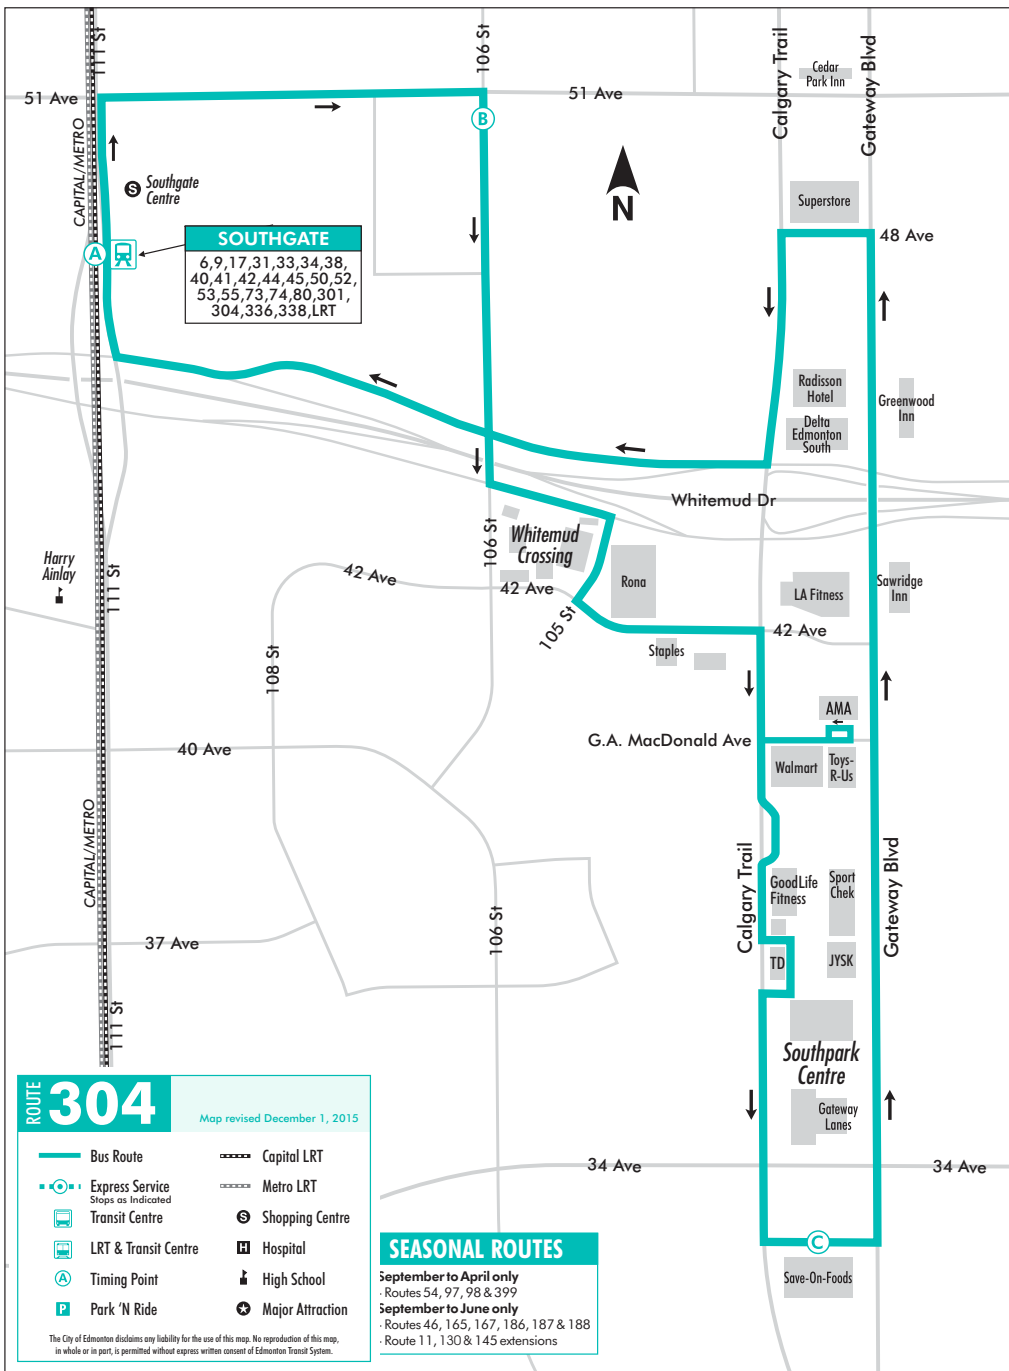 111 St
106 St
Calgary Trail
Gateway Blvd
Cedar
Park Inn
51 Ave
51 Ave
B
CAPITAL/METRO
S
Southgate
Centre
N
Superstore
48 Ave
A
SOUTHGATE
6,9,17,31,33,34,38,
40,41,42,44,45,50,52,
53,55,73,74,80,301,
304,336,338,LRT
Radisson
Hotel
Greenwood
Inn
Delta
Edmonton
South
Whitemud Dr
106 St
Whitemud
Crossing
Harry
Ainlay
111 St
42 Ave
42 Ave
Rona
LA Fitness
Sawridge
Inn
105 St
42 Ave
Staples
108 St
AMA
G.A. MacDonald Ave
40 Ave
Walmart
Toys-
R-Us
CAPITAL/METRO
Calgary Trail
GoodLife
Fitness
Sport
Chek
Gateway Blvd
106 St
37 Ave
TD
JYSK
111 St
Southpark
Centre
Gateway
Lanes
34 Ave
34 Ave
C
Save-On-Foods
ROUTE
304
Map revised December 1, 2015
Bus Route
Express Service
Stops as Indicated
Transit Centre
LRT & Transit Centre
A Timing Point
P Park 'N Ride
Capital LRT
Metro LRT
S Shopping Centre
H Hospital
High School
Major Attraction
The City of Edmonton disclaims any liability for the use of this map. No reproduction of this map,
in whole or in part, is permitted without express written consent of Edmonton Transit System.
SEASONAL ROUTES
September to April only
- Routes 54, 97, 98 & 399
September to June only
- Routes 46, 165, 167, 186, 187 & 188
- Route 11, 130 & 145 extensions